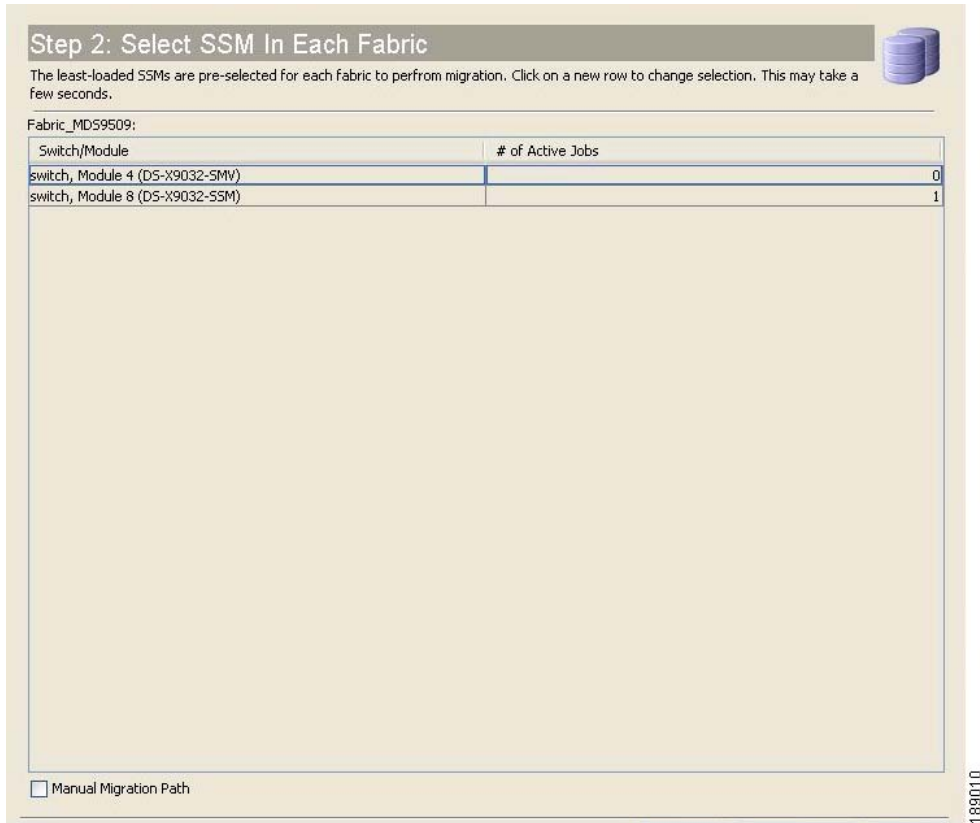 Step 2: Select SSM In Each Fabric
The least-loaded SSMs are pre-selected for each fabric to perfrom migration. Click on a new row to change selection. This may take a
few seconds.
Fabric_MDS9509:
Switch/Module # of Active Jobs
switch, Module 4 (DS-X9032-SMV) 0
switch, Module 8 (DS-X9032-SSM) 1
Manual Migration Path
189010